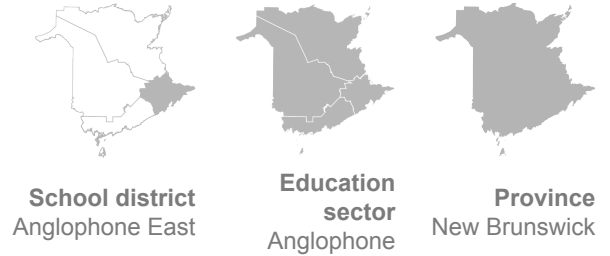 School district
Anglophone East
Education
sector
Anglophone
Province
New Brunswick